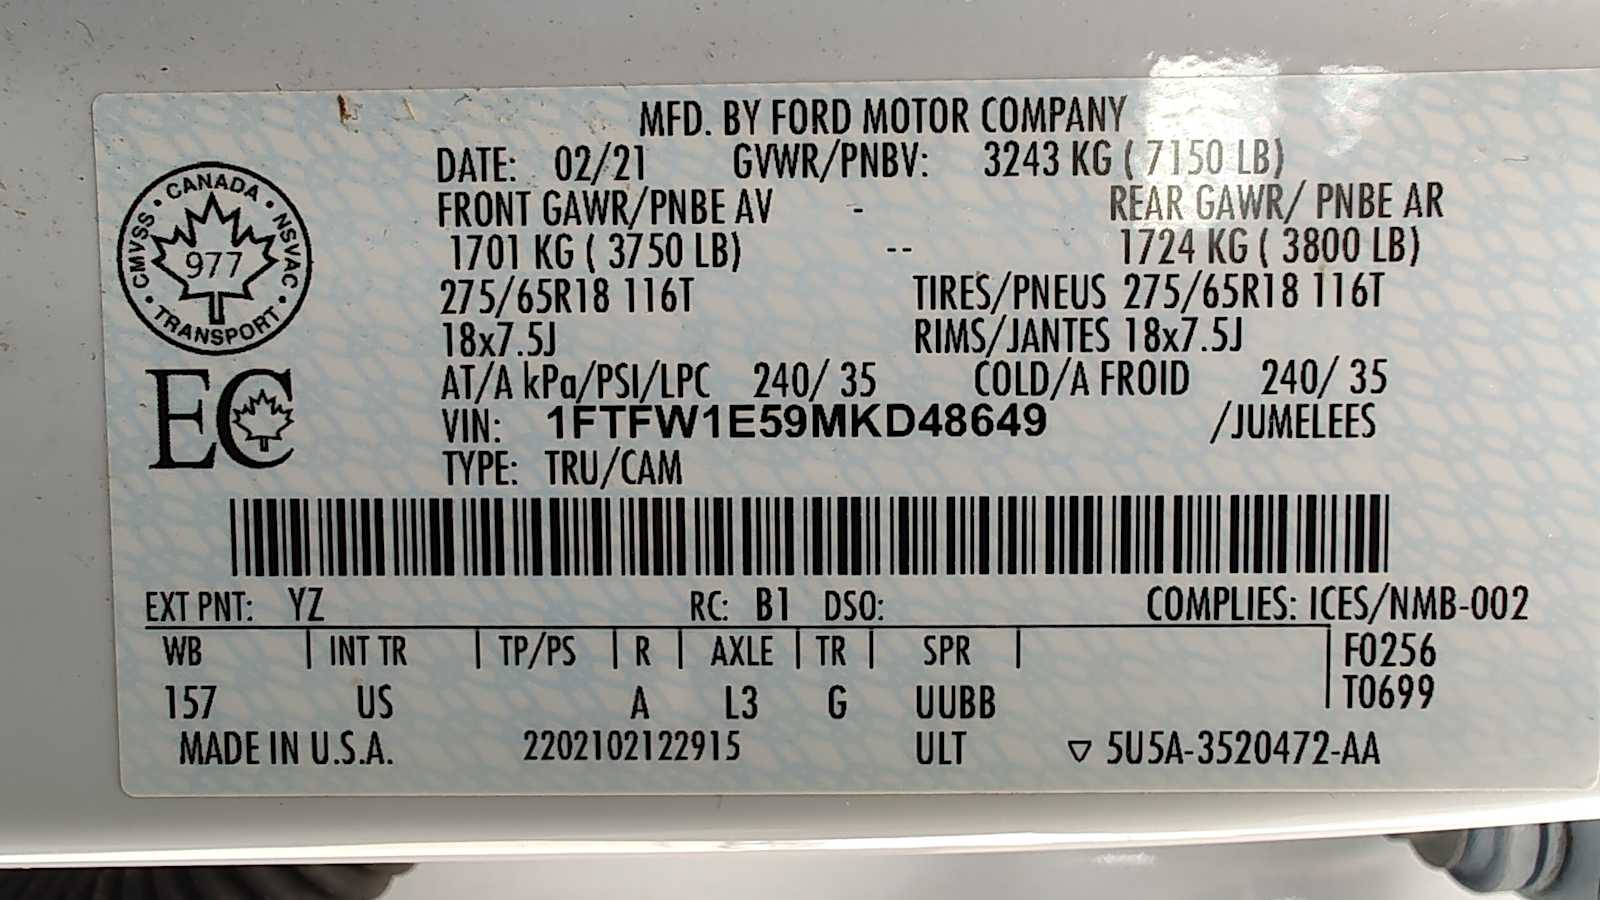 MFD. BY FORD MOTOR COMPANY
DATE: 02/21 GVWR/PNBV: 3243 KG ( 7150 LB)
FRONT GAWR/PNBE AV - REAR GAWR/ PNBE AR
1701 KG ( 3750 LB) -- 1724 KG ( 3800 LB)
275/65R18 116T TIRES/PNEUS 275/65R18 116T
18x7.5J RIMS/JANTES 18x7.5J
AT/A kPa/PSI/LPC 240/ 35 COLD/A FROID 240/ 35
VIN: 1FTFW1E59MKD48649 /JUMELEES
TYPE: TRU/CAM
CANADA
CMVSS • NSVAC
977
TRANSPORT
EC
EXT PNT: YZ RC: B1 DSO: COMPLIES: ICES/NMB-002
WB | INT TR | TP/PS | R | AXLE | TR | SPR | F0256
157 US A L3 G UUBB T0699
MADE IN U.S.A. 2202102122915 ULT ▽ 5U5A-3520472-AA